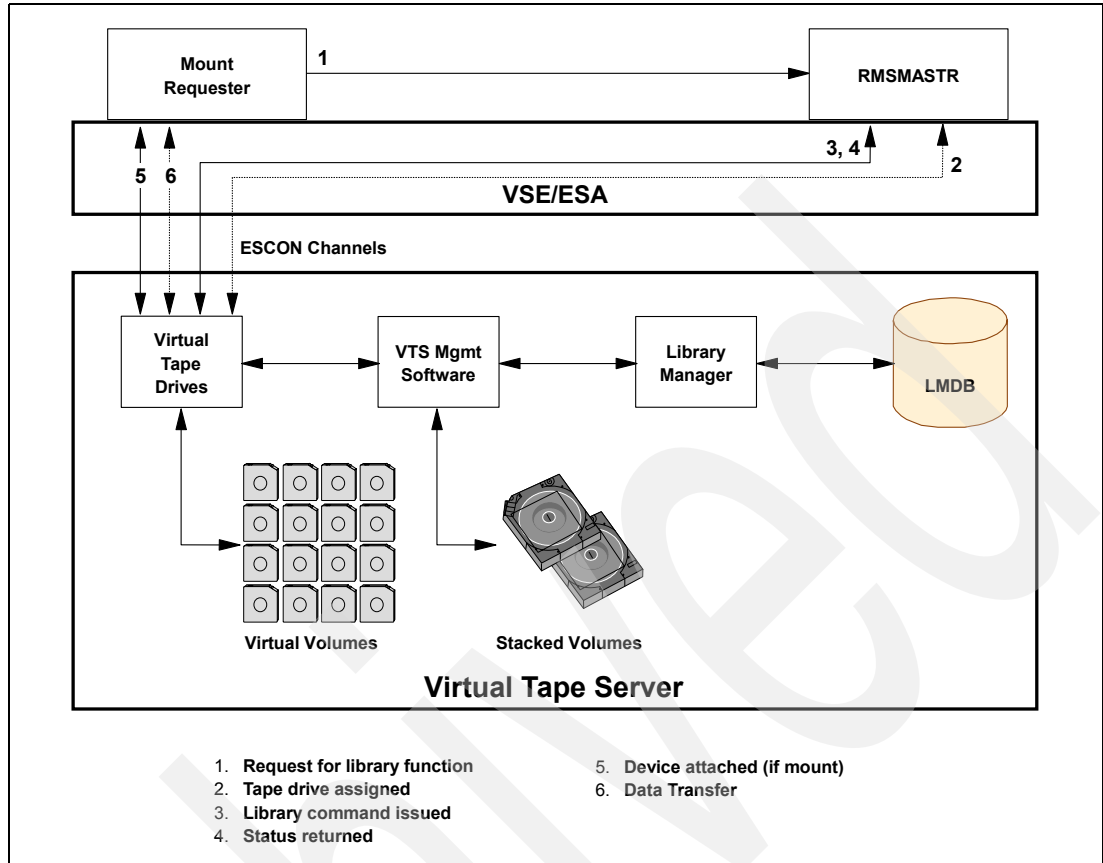 Mount
Requester
1
RMSMASTR
5
6
3, 4
2
VSE/ESA
ESCON Channels
Virtual
Tape
Drives
VTS Mgmt
Software
Library
Manager
LMDB
Virtual Volumes
Stacked Volumes
Virtual Tape Server
1. Request for library function
2. Tape drive assigned
3. Library command issued
4. Status returned
5. Device attached (if mount)
6. Data Transfer